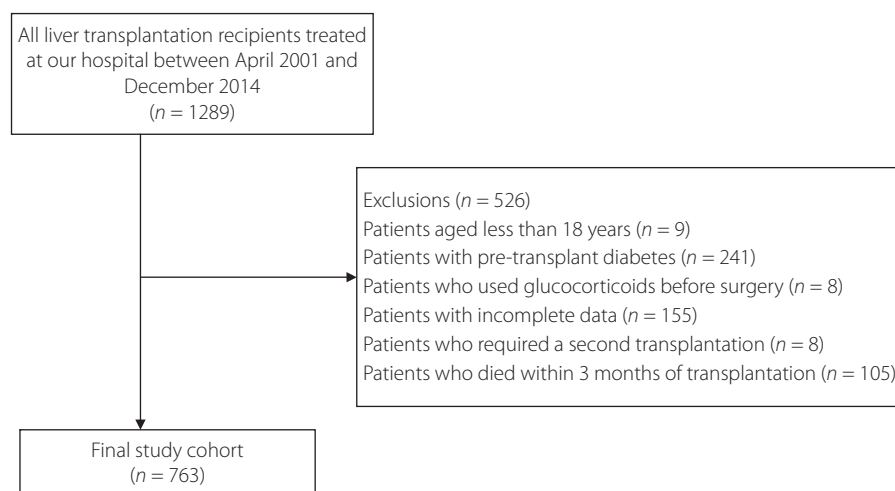 All liver transplantation recipients treated
at our hospital between April 2001 and
December 2014
(n = 1289)
Exclusions (n = 526)
Patients aged less than 18 years (n = 9)
Patients with pre-transplant diabetes (n = 241)
Patients who used glucocorticoids before surgery (n = 8)
Patients with incomplete data (n = 155)
Patients who required a second transplantation (n = 8)
Patients who died within 3 months of transplantation (n = 105)
Final study cohort
(n = 763)